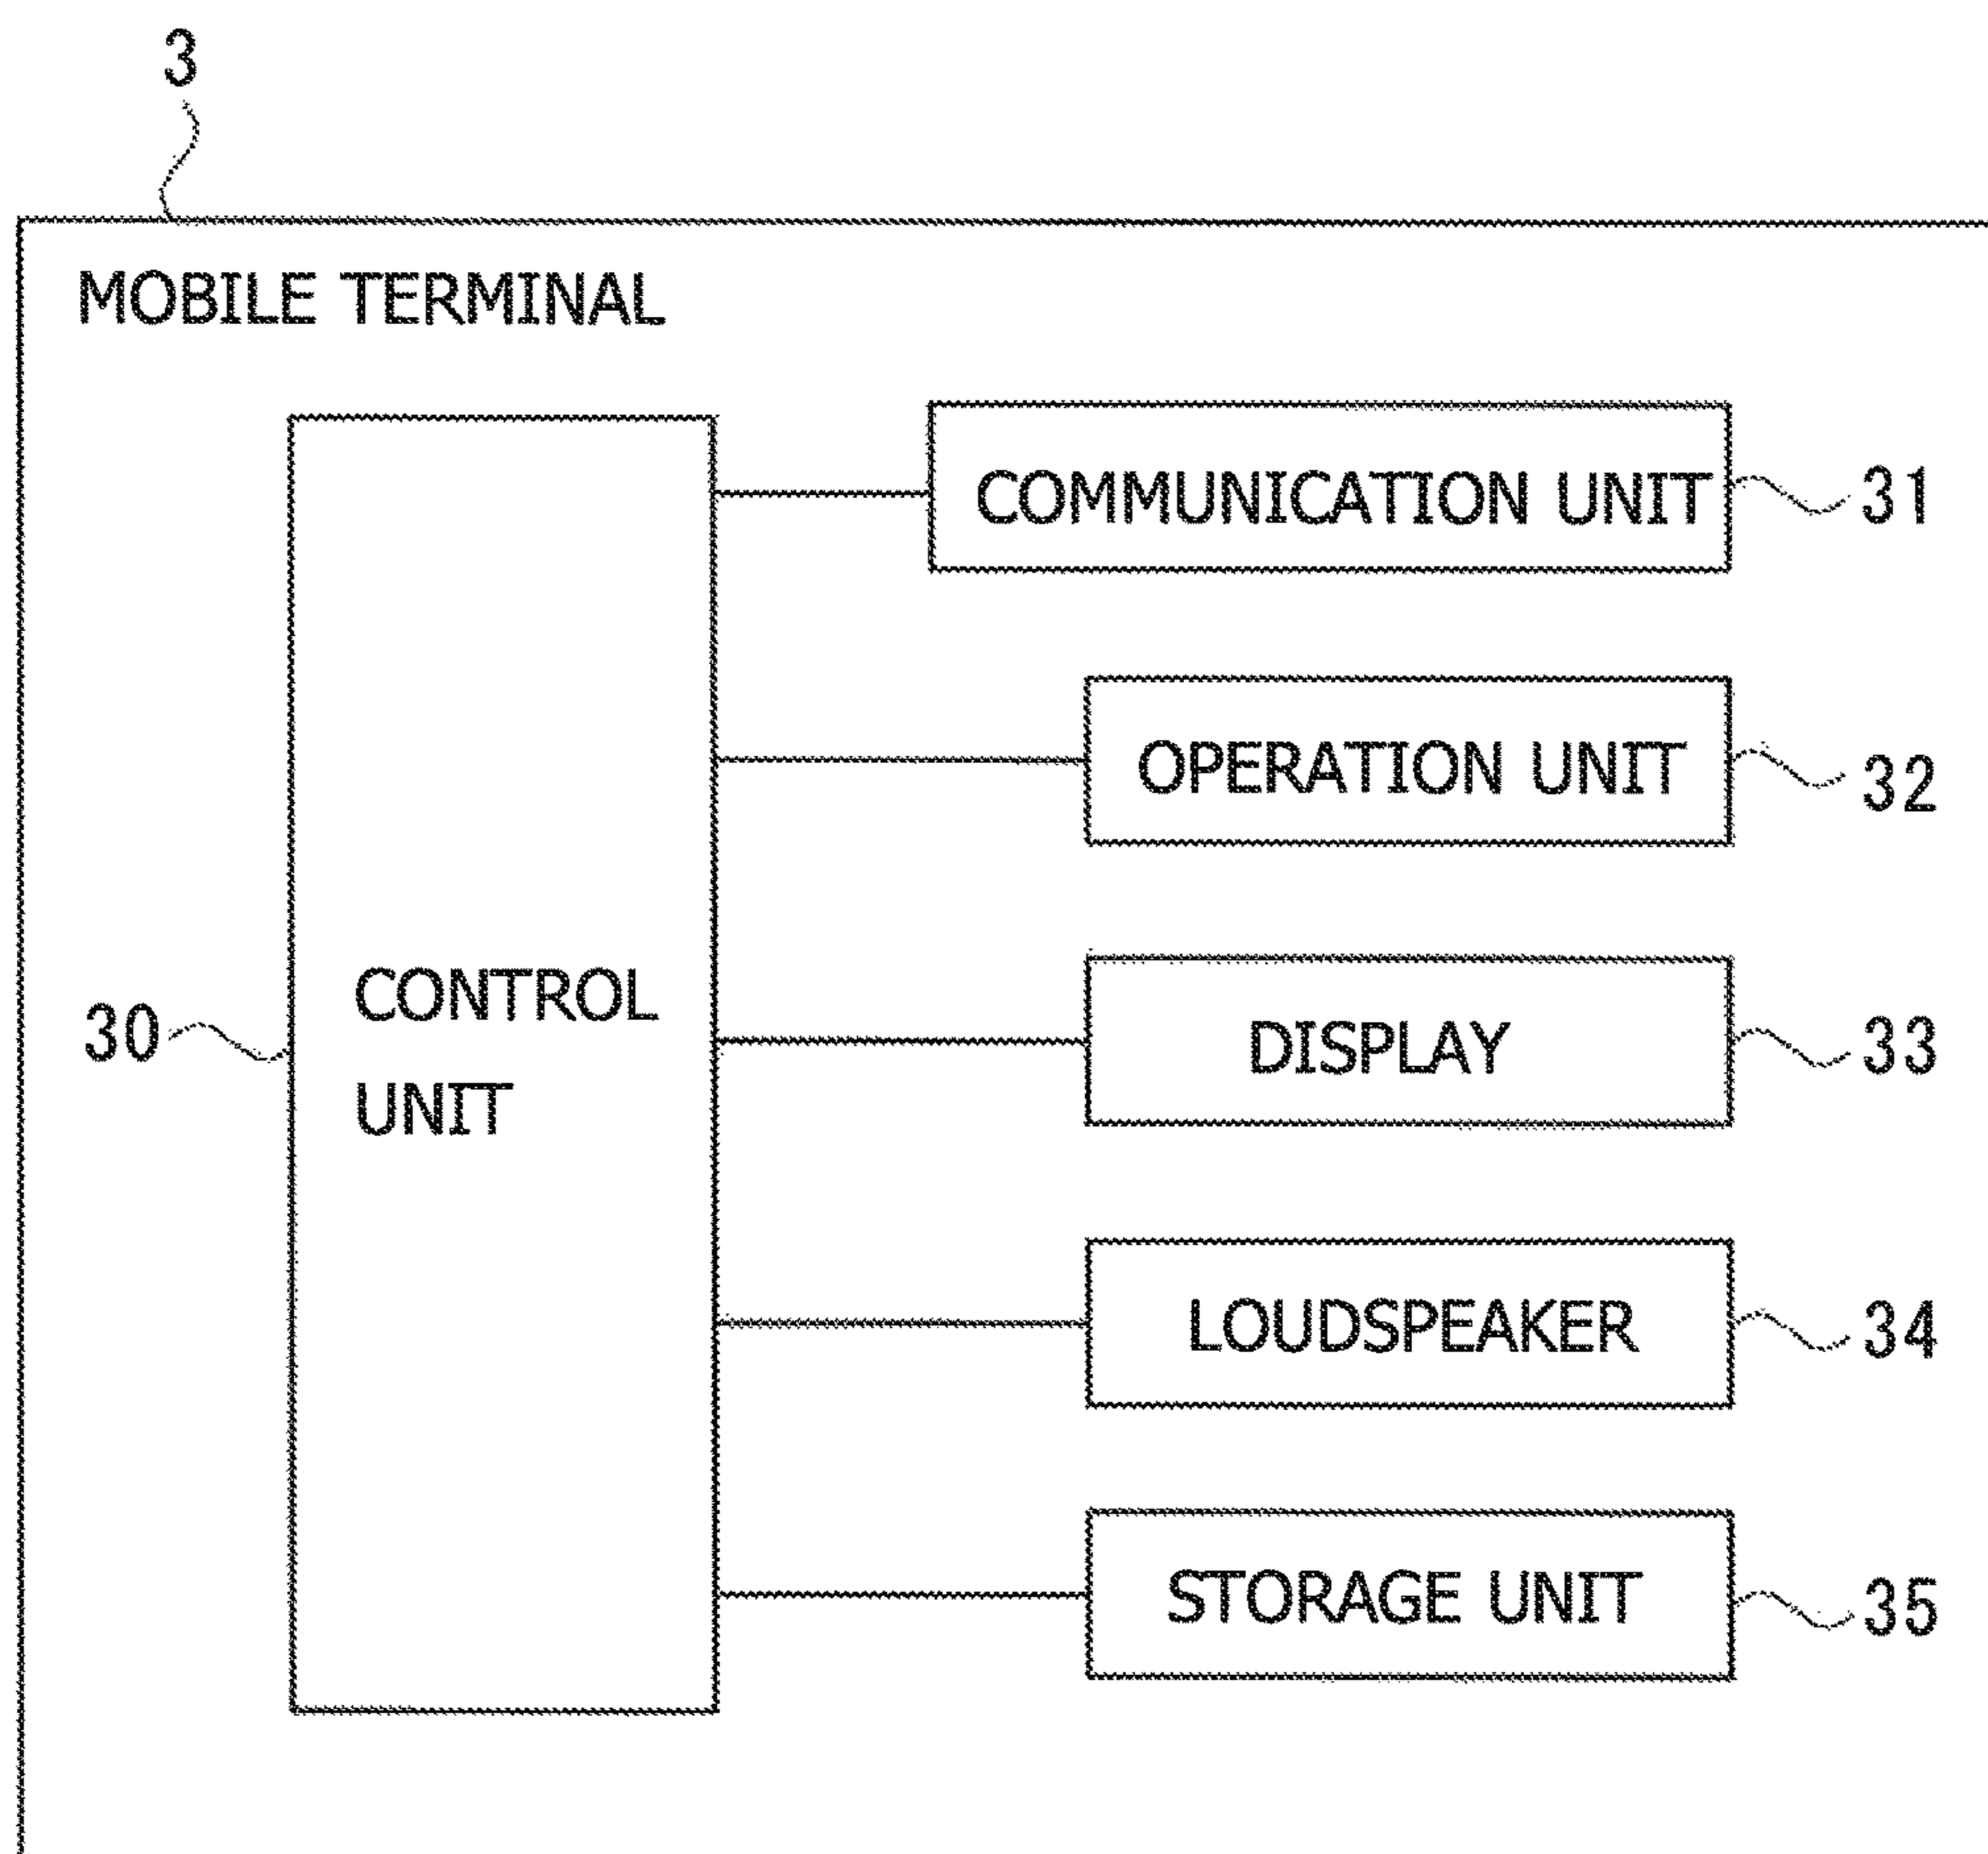 3
MOBILE TERMINAL
COMMUNICATION UNIT 31
OPERATION UNIT 32
30 CONTROL
UNIT
DISPLAY 33
LOUDSPEAKER 34
STORAGE UNIT 35